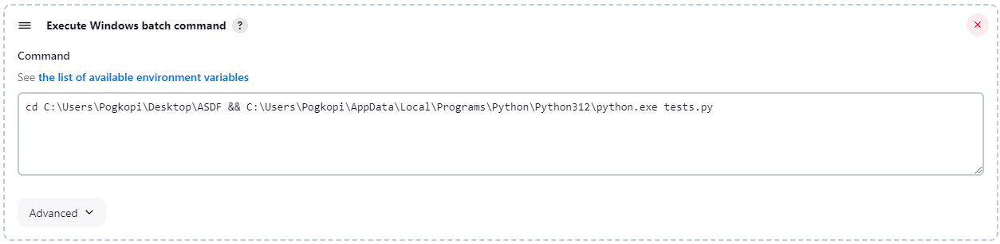 Execute Windows batch command ?
Command
See the list of available environment variables
cd C:\Users\Pogkopi\Desktop\ASDF && C:\Users\Pogkopi\AppData\Local\Programs\Python\Python312\python.exe tests.py
Advanced